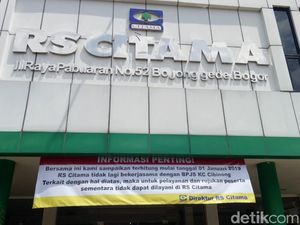 CITAMA
RS CITAMA
Jl.Raya Pabuaran No.52 Bojong gede, Bogor
INFORMASI PENTING!
Bersama ini kami sampaikan terhitung mulai tanggal 01 Januari 2019
RS Citama tidak lagi bekerjasama dengan BPJS KC Cibinong
Terkait dengan hal diatas, maka untuk pelayanan dan rujukan peserta
sementara tidak dapat dilayani di RS Citama
Direktur RS Citama
detikcom